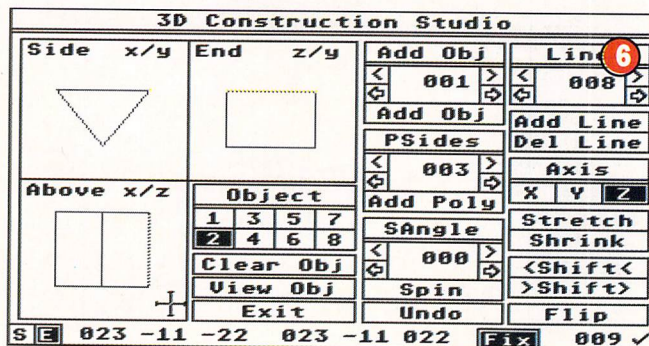 3D Construction Studio
Side x/y
End z/y
Above x/z
Object
1 3 5 7
2 4 6 8
Clear Obj
View Obj
Exit
Add Obj
< 001 >
Add Obj
PSides
< 003 >
Add Poly
SAngle
< 000 >
Spin
Undo
6
< 008 >
Add Line
Del Line
Axis
X Y Z
Stretch
Shrink
<Shift<
>Shift>
Flip
S E 023 -11 -22 023 -11 022 Fix 009 ✓